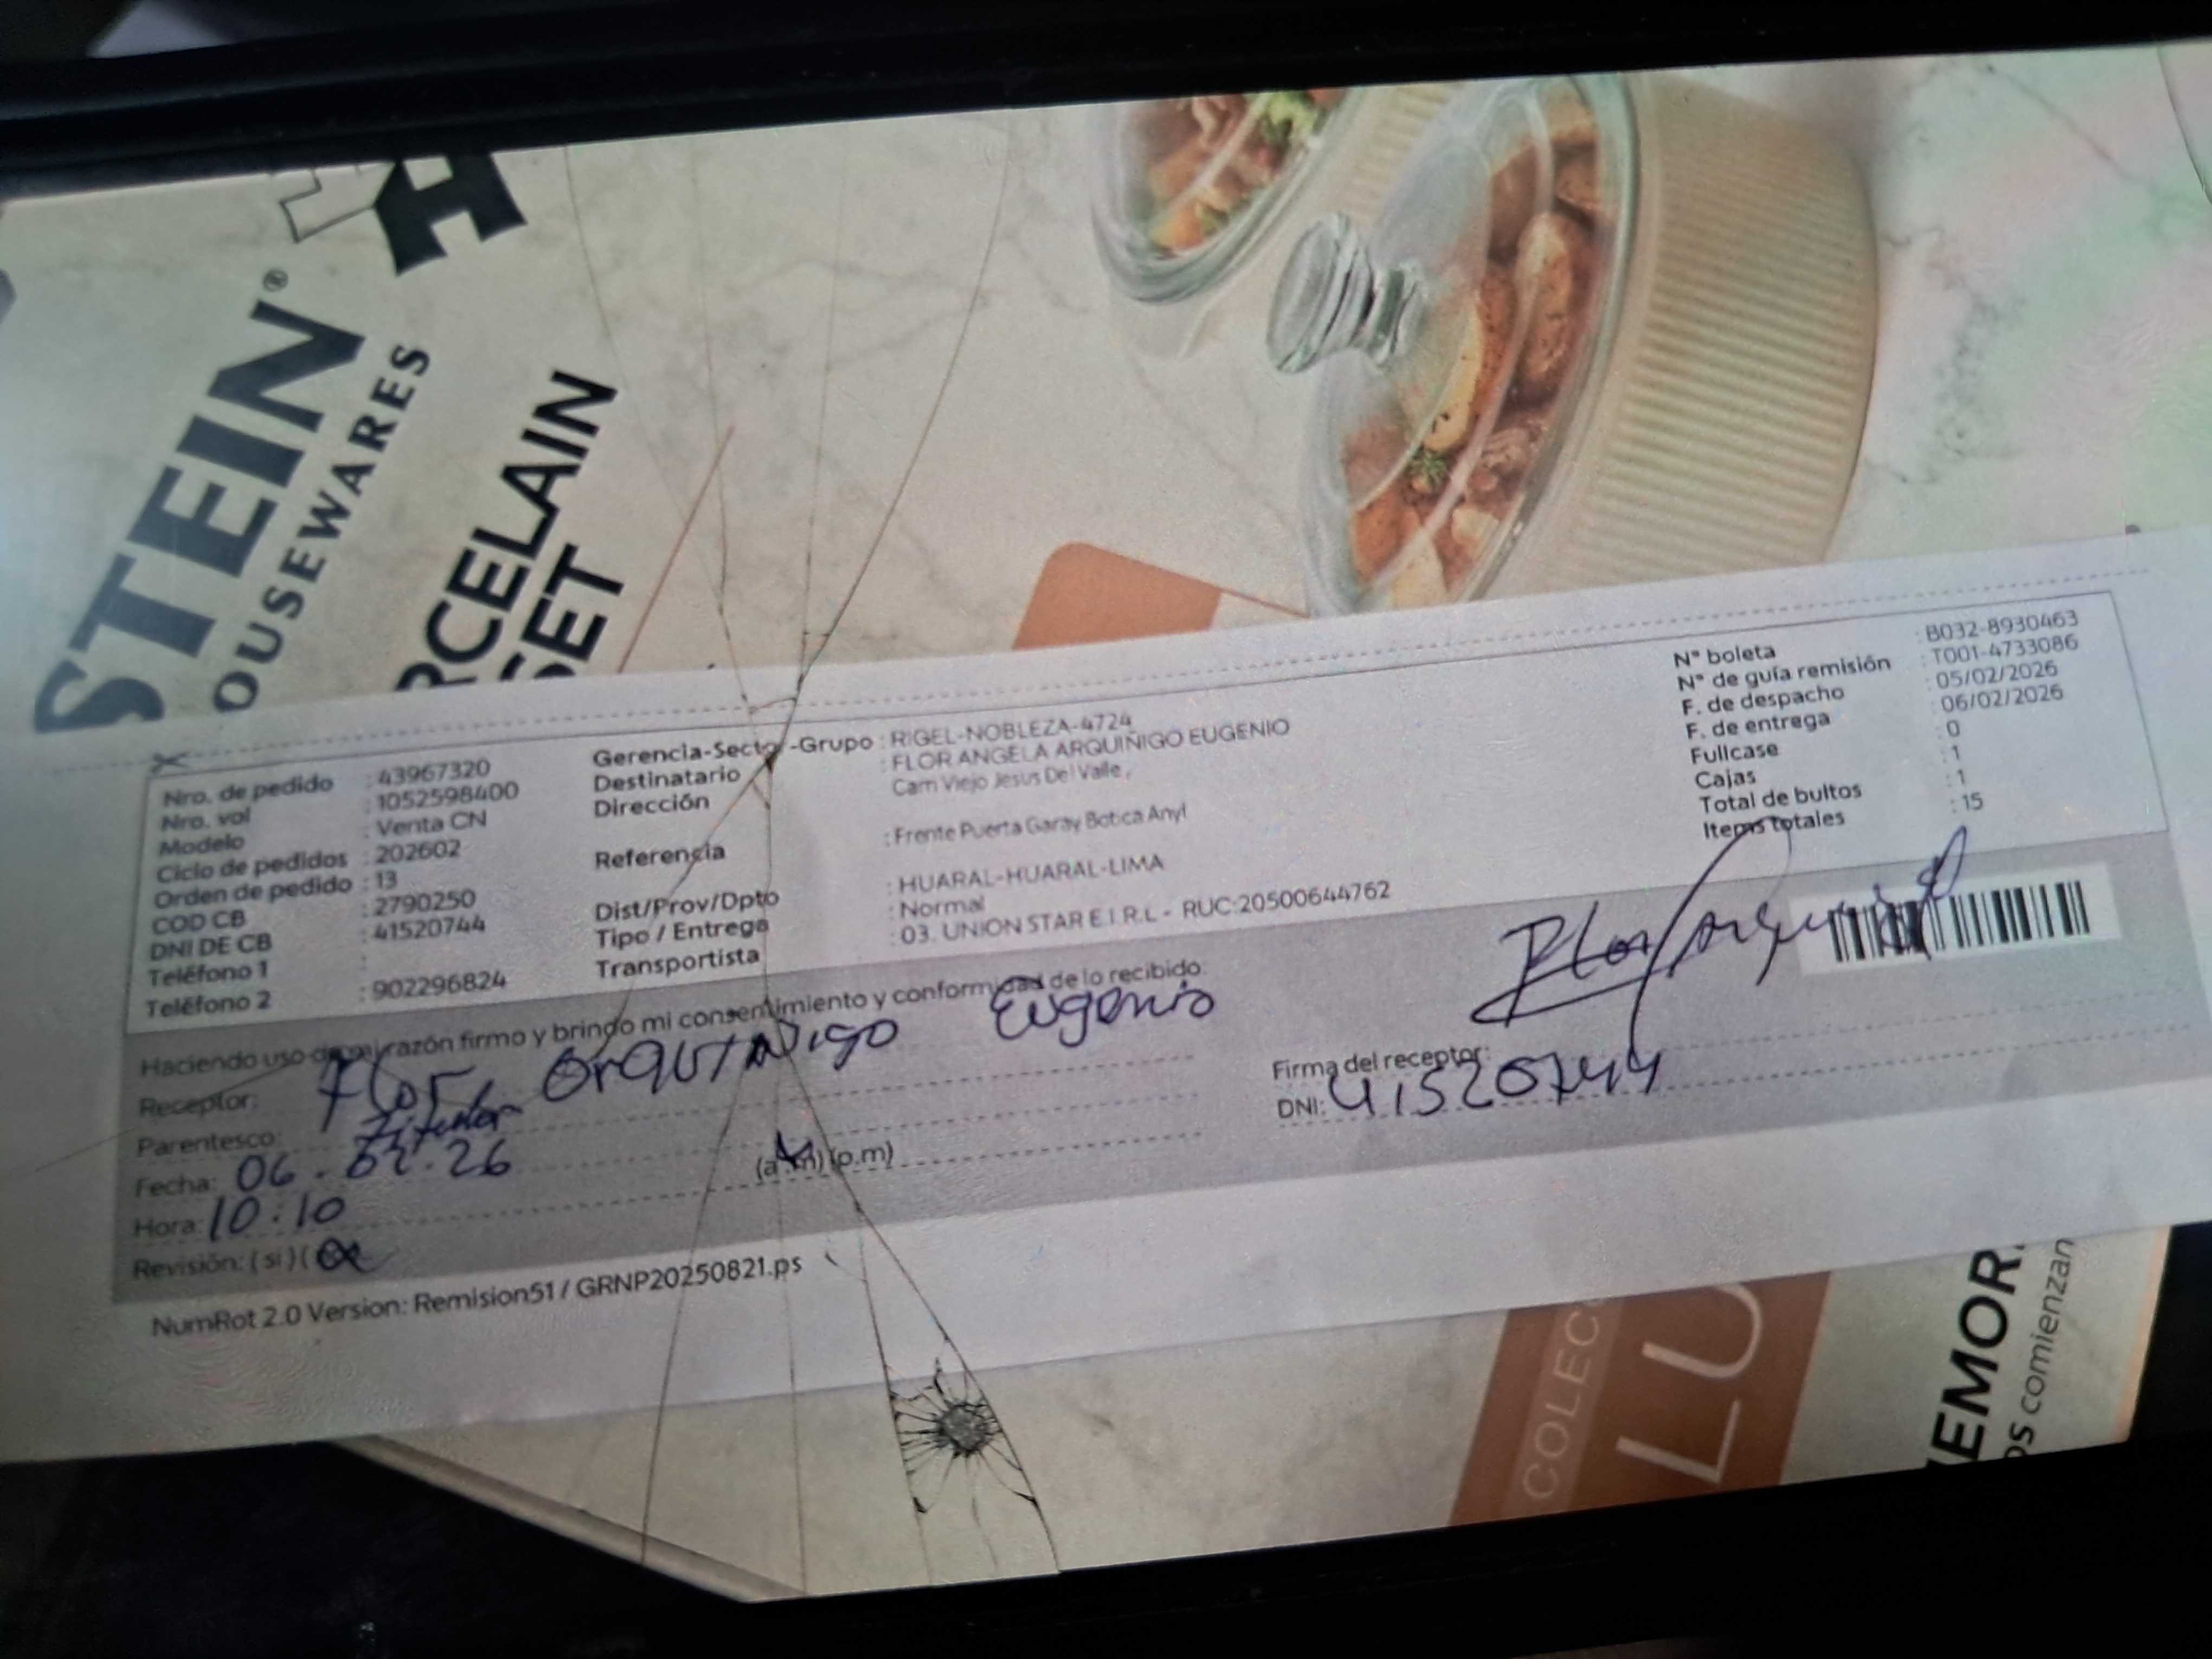 STEIN®
OUSEWARES
RCELAIN
SET
Nro. de pedido : 43967320
Nro. vol : 1052598400
Modelo : Venta CN
Ciclo de pedidos : 202602
Orden de pedido : 13
COD CB : 2790250
DNI DE CB : 41520744
Teléfono 1 :
Teléfono 2 : 902296824
Gerencia-Sector-Grupo : RIGEL-NOBLEZA-4724
Destinatario : FLOR ANGELA ARQUIÑIGO EUGENIO
Dirección Cam Viejo Jesus Del Valle ,
Referencia : Frente Puerta Garay Botica Anyl
Dist/Prov/Dpto : HUARAL-HUARAL-LIMA
Tipo / Entrega : Normal
Transportista : 03. UNION STAR E.I.R.L - RUC:20500644762
N° boleta : B032-8930463
N° de guía remisión : T001-4733086
F. de despacho : 05/02/2026
F. de entrega : 06/02/2026
Fullcase : 0
Cajas : 1
Total de bultos : 1
Items totales : 15
Haciendo uso de mi razón firmo y brindo mi consentimiento y conformidad de lo recibido:
Receptor: Flor Arquiñigo Eugenio
Parentesco: titular
Fecha: 06.02.26
Hora: 10:10 (a.m) (p.m)
Revisión: ( si ) (
Firma del receptor:
DNI: 41520744
NumRot 2.0 Version: Remision51 / GRNP20250821.ps
COLECC
LU
EMOR
os comienzan